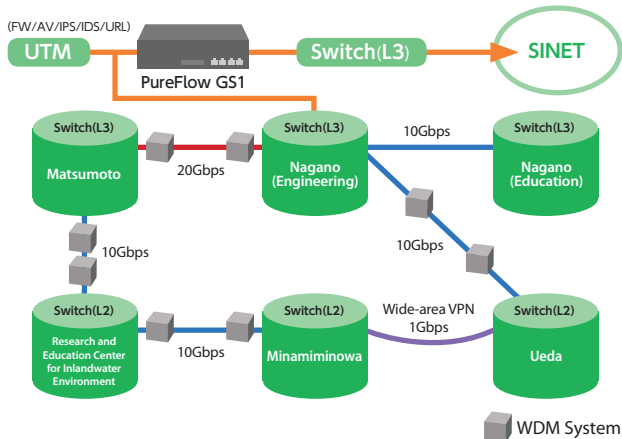 (FW/AV/IPS/IDS/URL)
UTM
PureFlow GS1
Switch(L3)
SINET
Switch(L3)
Matsumoto
20Gbps
Switch(L3)
Nagano
(Engineering)
10Gbps
Switch(L3)
Nagano
(Education)
10Gbps
10Gbps
Switch(L2)
Research and
Education Center
for Inlandwater
Environment
10Gbps
Switch(L2)
Minamiminowa
Wide-area VPN
1Gbps
Switch(L2)
Ueda
WDM System